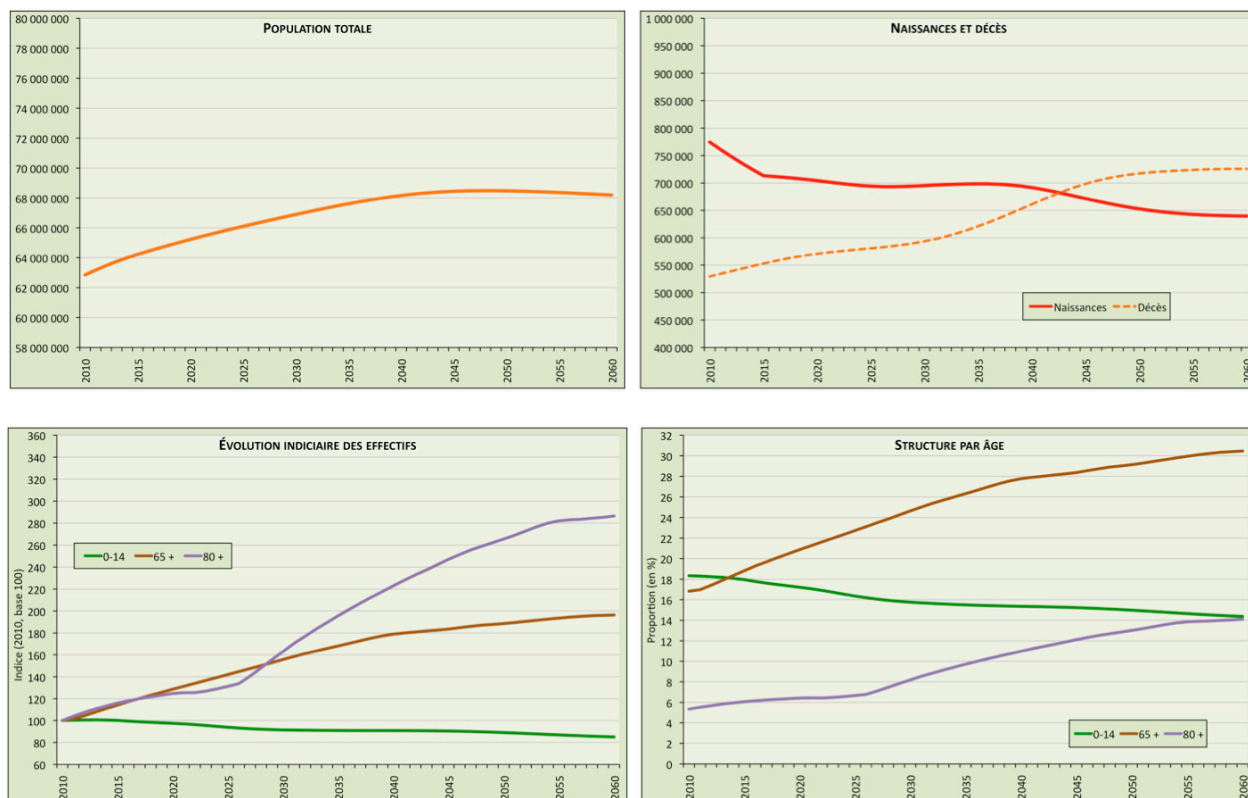 POPULATION TOTALE
80 000 000
78 000 000
76 000 000
74 000 000
72 000 000
70 000 000
68 000 000
66 000 000
64 000 000
62 000 000
60 000 000
58 000 000
2010 2015 2020 2025 2030 2035 2040 2045 2050 2055 2060
NAISSANCES ET DÉCÈS
1 000 000
950 000
900 000
850 000
800 000
750 000
700 000
650 000
600 000
550 000
500 000
450 000
400 000
Naissances Décès
2010 2015 2020 2025 2030 2035 2040 2045 2050 2055 2060
ÉVOLUTION INDICIAIRE DES EFFECTIFS
Indice (2010, base 100)
360
340
320
300
280
260
240
220
200
180
160
140
120
100
80
60
0-14 65 + 80 +
2010 2015 2020 2025 2030 2035 2040 2045 2050 2055 2060
STRUCTURE PAR ÂGE
Proportion (en %)
32
30
28
26
24
22
20
18
16
14
12
10
8
6
4
2
0
0-14 65 + 80 +
2010 2015 2020 2025 2030 2035 2040 2045 2050 2055 2060